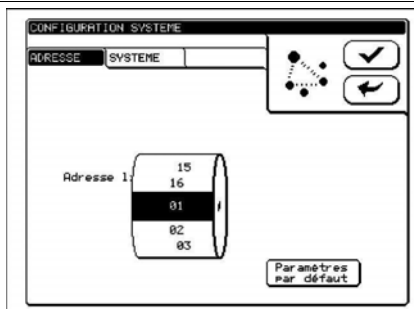 CONFIGURATION SYSTEME
ADRESSE
SYSTEME
15
16
Adresse 1:
01
02
03
Paramètres
par défaut